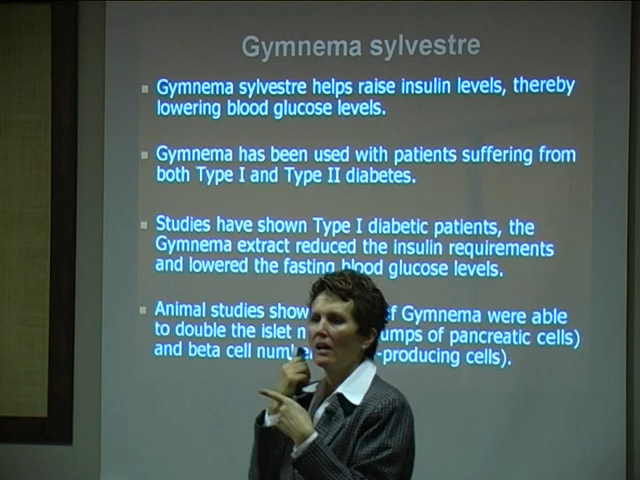 Gymnema sylvestre
Gymnema sylvestre helps raise insulin levels, thereby
lowering blood glucose levels.
Gymnema has been used with patients suffering from
both Type I and Type II diabetes.
Studies have shown Type I diabetic patients, the
Gymnema extract reduced the insulin requirements
and lowered the fasting blood glucose levels.
Animal studies show Gymnema were able
to double the islet of pancreatic cells)
and beta cell -producing cells).